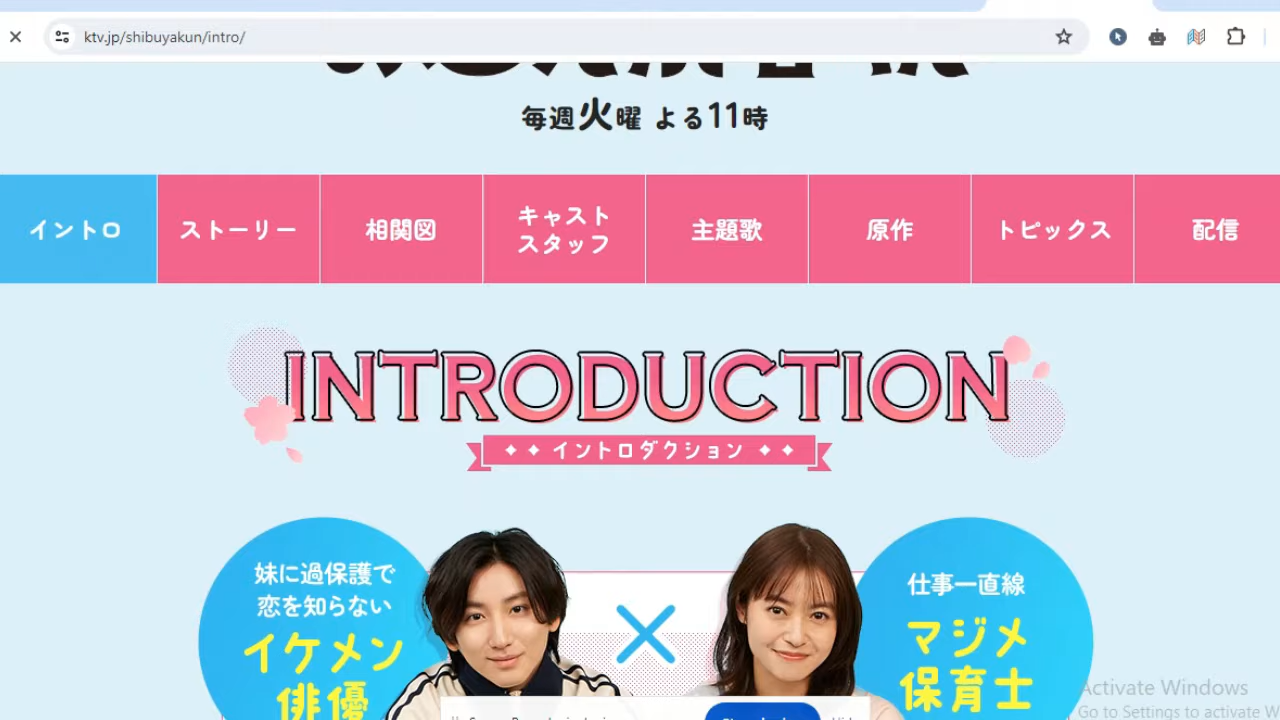 ktv.jp/shibuyakun/intro/
毎週火曜 よる11時
イントロ
ストーリー
相関図
キャスト
スタッフ
主題歌
原作
トピックス
配信
INTRODUCTION
イントロダクション
妹に過保護で
恋を知らない
イケメン
俳優
仕事一直線
マジメ
保育士
Activate Windows
Go to Settings to activate W